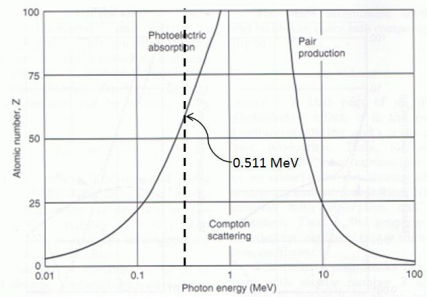 100
75
50
25
0
Atomic number, Z
Photoelectric
absorption
Pair
production
0.511 MeV
Compton
scattering
0.01
0.1
1
10
100
Photon energy (MeV)